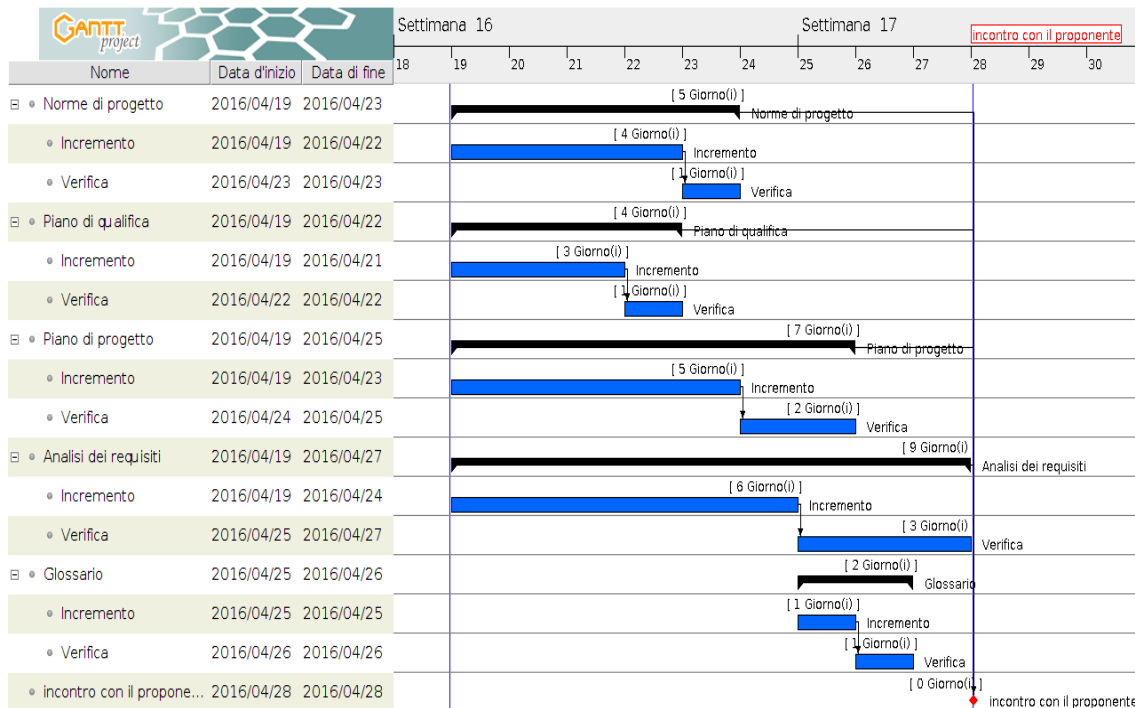 GANTT
project
Settimana 16
Settimana 17
incontro con il proponente
Nome
Data d'inizio
Data di fine
18 19 20 21 22 23 24 25 26 27 28 29 30
Norme di progetto 2016/04/19 2016/04/23
[ 5 Giorno(i) ]
Norme di progetto
Incremento 2016/04/19 2016/04/22
[ 4 Giorno(i) ]
Incremento
Verifica 2016/04/23 2016/04/23
[ 1 Giorno(i) ]
Verifica
Piano di qualifica 2016/04/19 2016/04/22
[ 4 Giorno(i) ]
Piano di qualifica
Incremento 2016/04/19 2016/04/21
[ 3 Giorno(i) ]
Incremento
Verifica 2016/04/22 2016/04/22
[ 1 Giorno(i) ]
Verifica
Piano di progetto 2016/04/19 2016/04/25
[ 7 Giorno(i) ]
Piano di progetto
Incremento 2016/04/19 2016/04/23
[ 5 Giorno(i) ]
Incremento
Verifica 2016/04/24 2016/04/25
[ 2 Giorno(i) ]
Verifica
Analisi dei requisiti 2016/04/19 2016/04/27
[ 9 Giorno(i)
Analisi dei requisiti
Incremento 2016/04/19 2016/04/24
[ 6 Giorno(i) ]
Incremento
Verifica 2016/04/25 2016/04/27
[ 3 Giorno(i)
Verifica
Glossario 2016/04/25 2016/04/26
[ 2 Giorno(i) ]
Glossario
Incremento 2016/04/25 2016/04/25
[ 1 Giorno(i) ]
Incremento
Verifica 2016/04/26 2016/04/26
[ 1 Giorno(i) ]
Verifica
incontro con il propone... 2016/04/28 2016/04/28
[ 0 Giorno(i) ]
incontro con il proponente